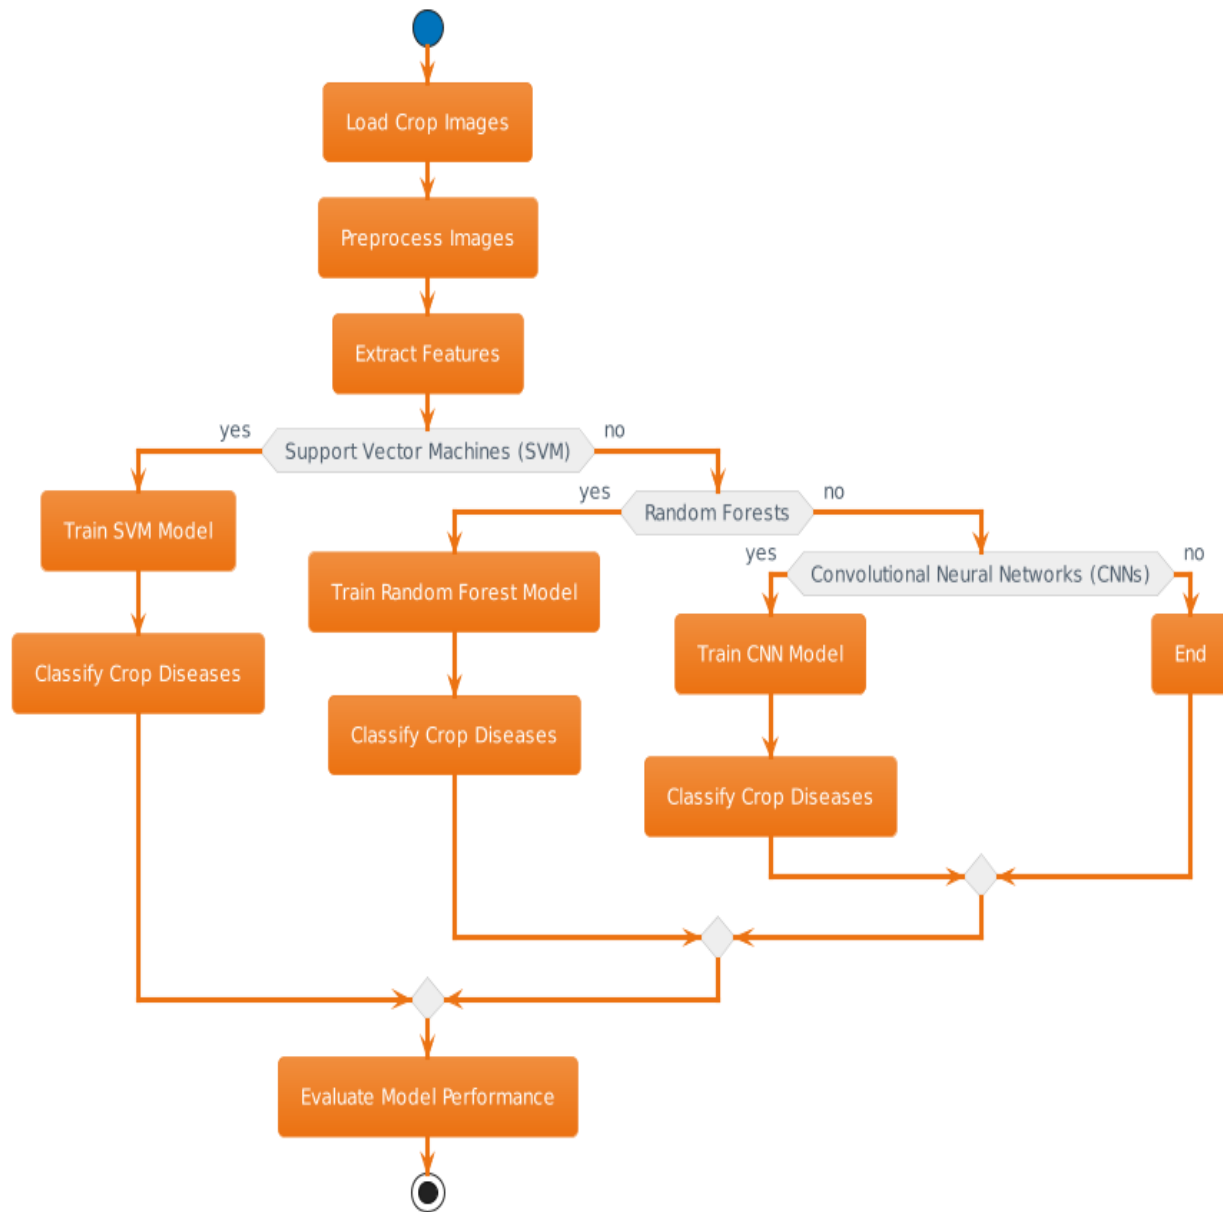 Load Crop Images
Preprocess Images
Extract Features
yes
Support Vector Machines (SVM)
no
Train SVM Model
Classify Crop Diseases
yes
Random Forests
no
Train Random Forest Model
Classify Crop Diseases
yes
Convolutional Neural Networks (CNNs)
no
Train CNN Model
Classify Crop Diseases
End
Evaluate Model Performance